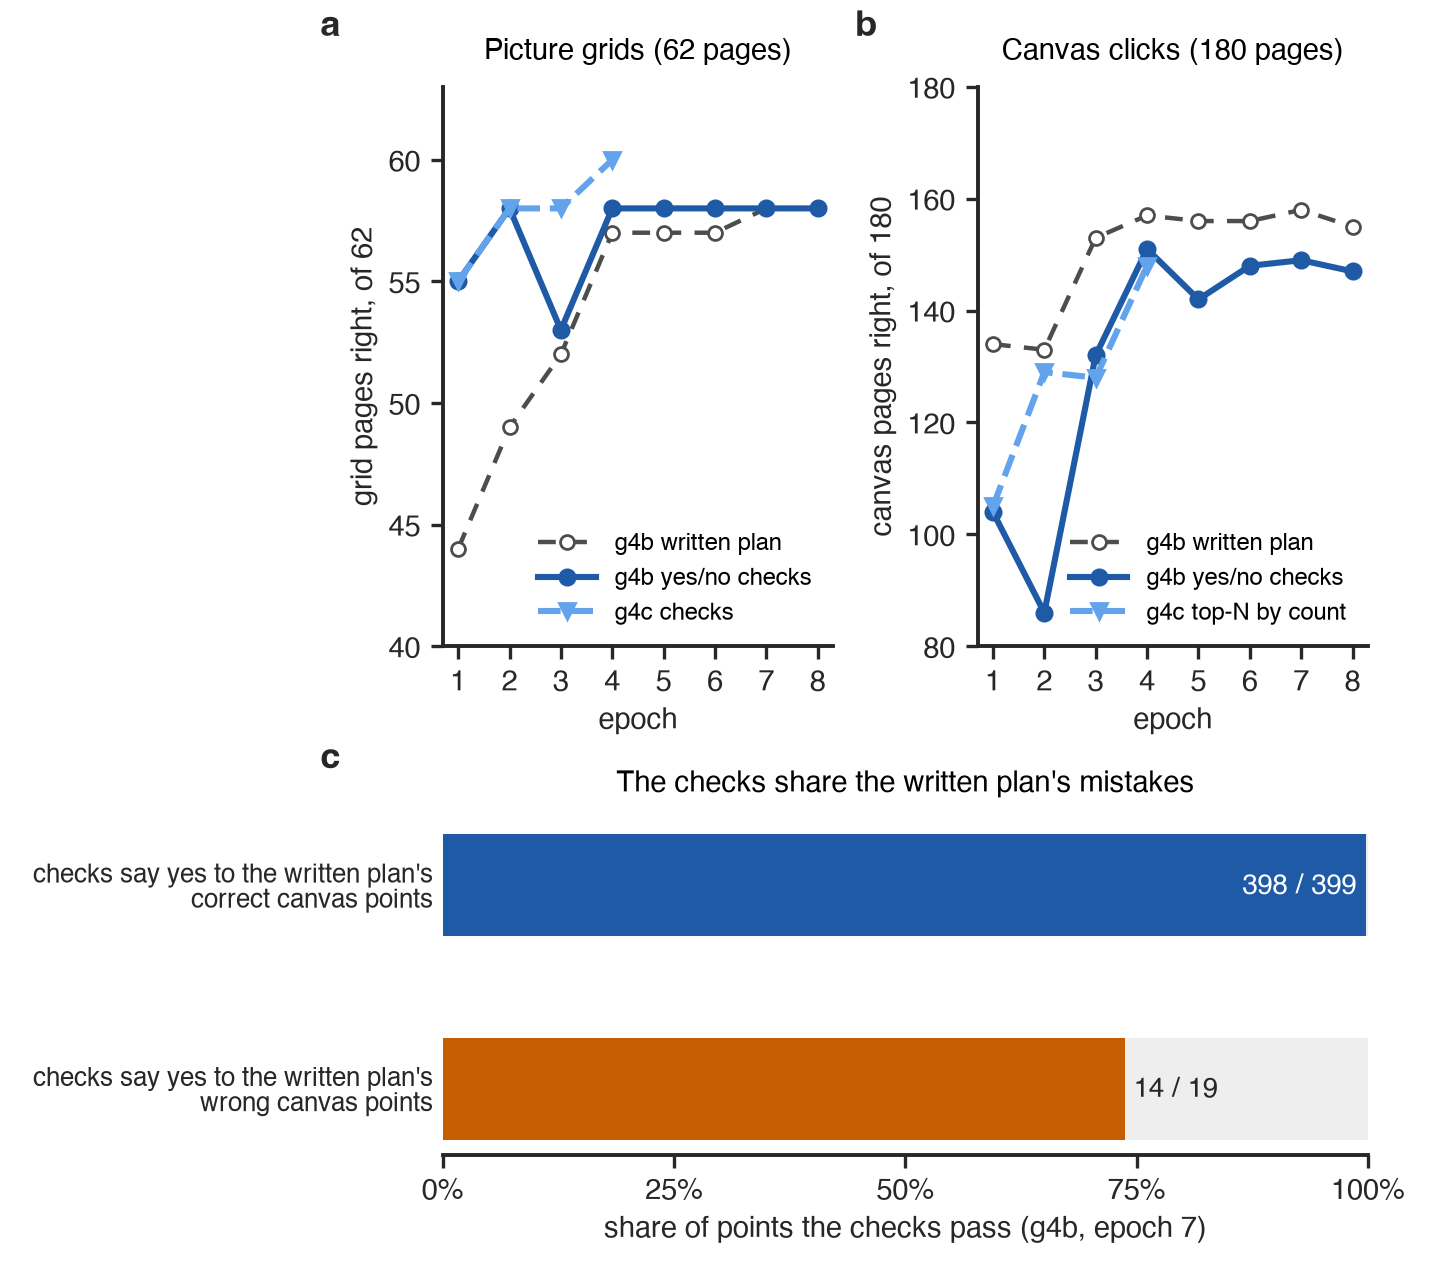 a
Picture grids (62 pages)
grid pages right, of 62
60
55
50
45
40
g4b written plan
g4b yes/no checks
g4c checks
1 2 3 4 5 6 7 8
epoch
b
Canvas clicks (180 pages)
canvas pages right, of 180
180
160
140
120
100
80
g4b written plan
g4b yes/no checks
g4c top-N by count
1 2 3 4 5 6 7 8
epoch
c
The checks share the written plan's mistakes
checks say yes to the written plan's
correct canvas points
398 / 399
checks say yes to the written plan's
wrong canvas points
14 / 19
0% 25% 50% 75% 100%
share of points the checks pass (g4b, epoch 7)